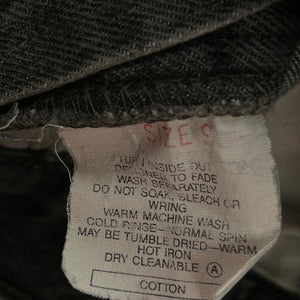 SIZE 9
TURN INSIDE OUT
DESIGNED TO FADE
WASH SEPARATELY
DO NOT SOAK, BLEACH OR
WRING
WARM MACHINE WASH
COLD RINSE-NORMAL SPIN
MAY BE TUMBLE DRIED-WARM
HOT IRON
DRY CLEANABLE Ⓐ
COTTON